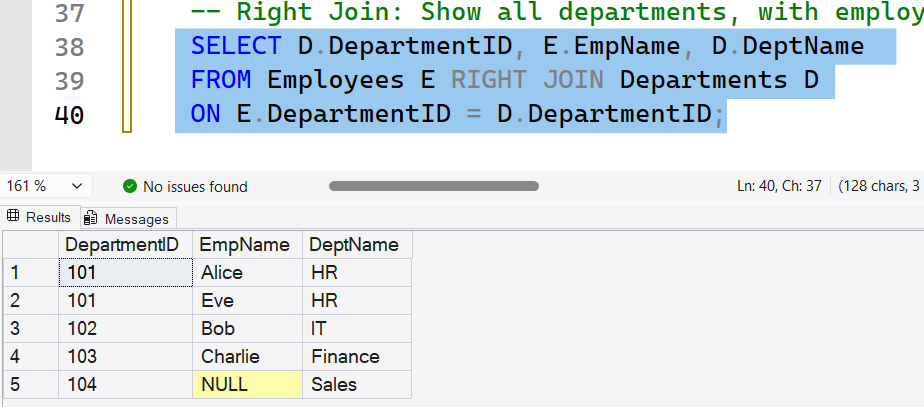 37 -- Right Join: Show all departments, with employ
38 SELECT D.DepartmentID, E.EmpName, D.DeptName
39 FROM Employees E RIGHT JOIN Departments D
40 ON E.DepartmentID = D.DepartmentID;
161 % No issues found Ln: 40, Ch: 37 (128 chars, 3
Results Messages
DepartmentID EmpName DeptName
1 101 Alice HR
2 101 Eve HR
3 102 Bob IT
4 103 Charlie Finance
5 104 NULL Sales